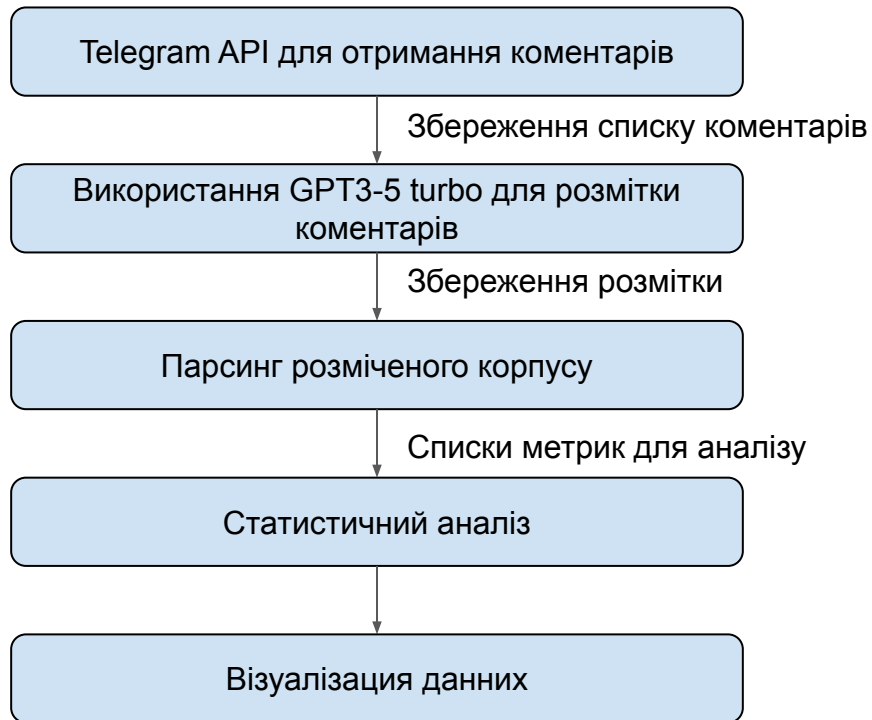 Telegram API для отримання коментарів
Збереження списку коментарів
Використання GPT3-5 turbo для розмітки
коментарів
Збереження розмітки
Парсинг розміченого корпусу
Списки метрик для аналізу
Статистичний аналіз
Візуалізация данних